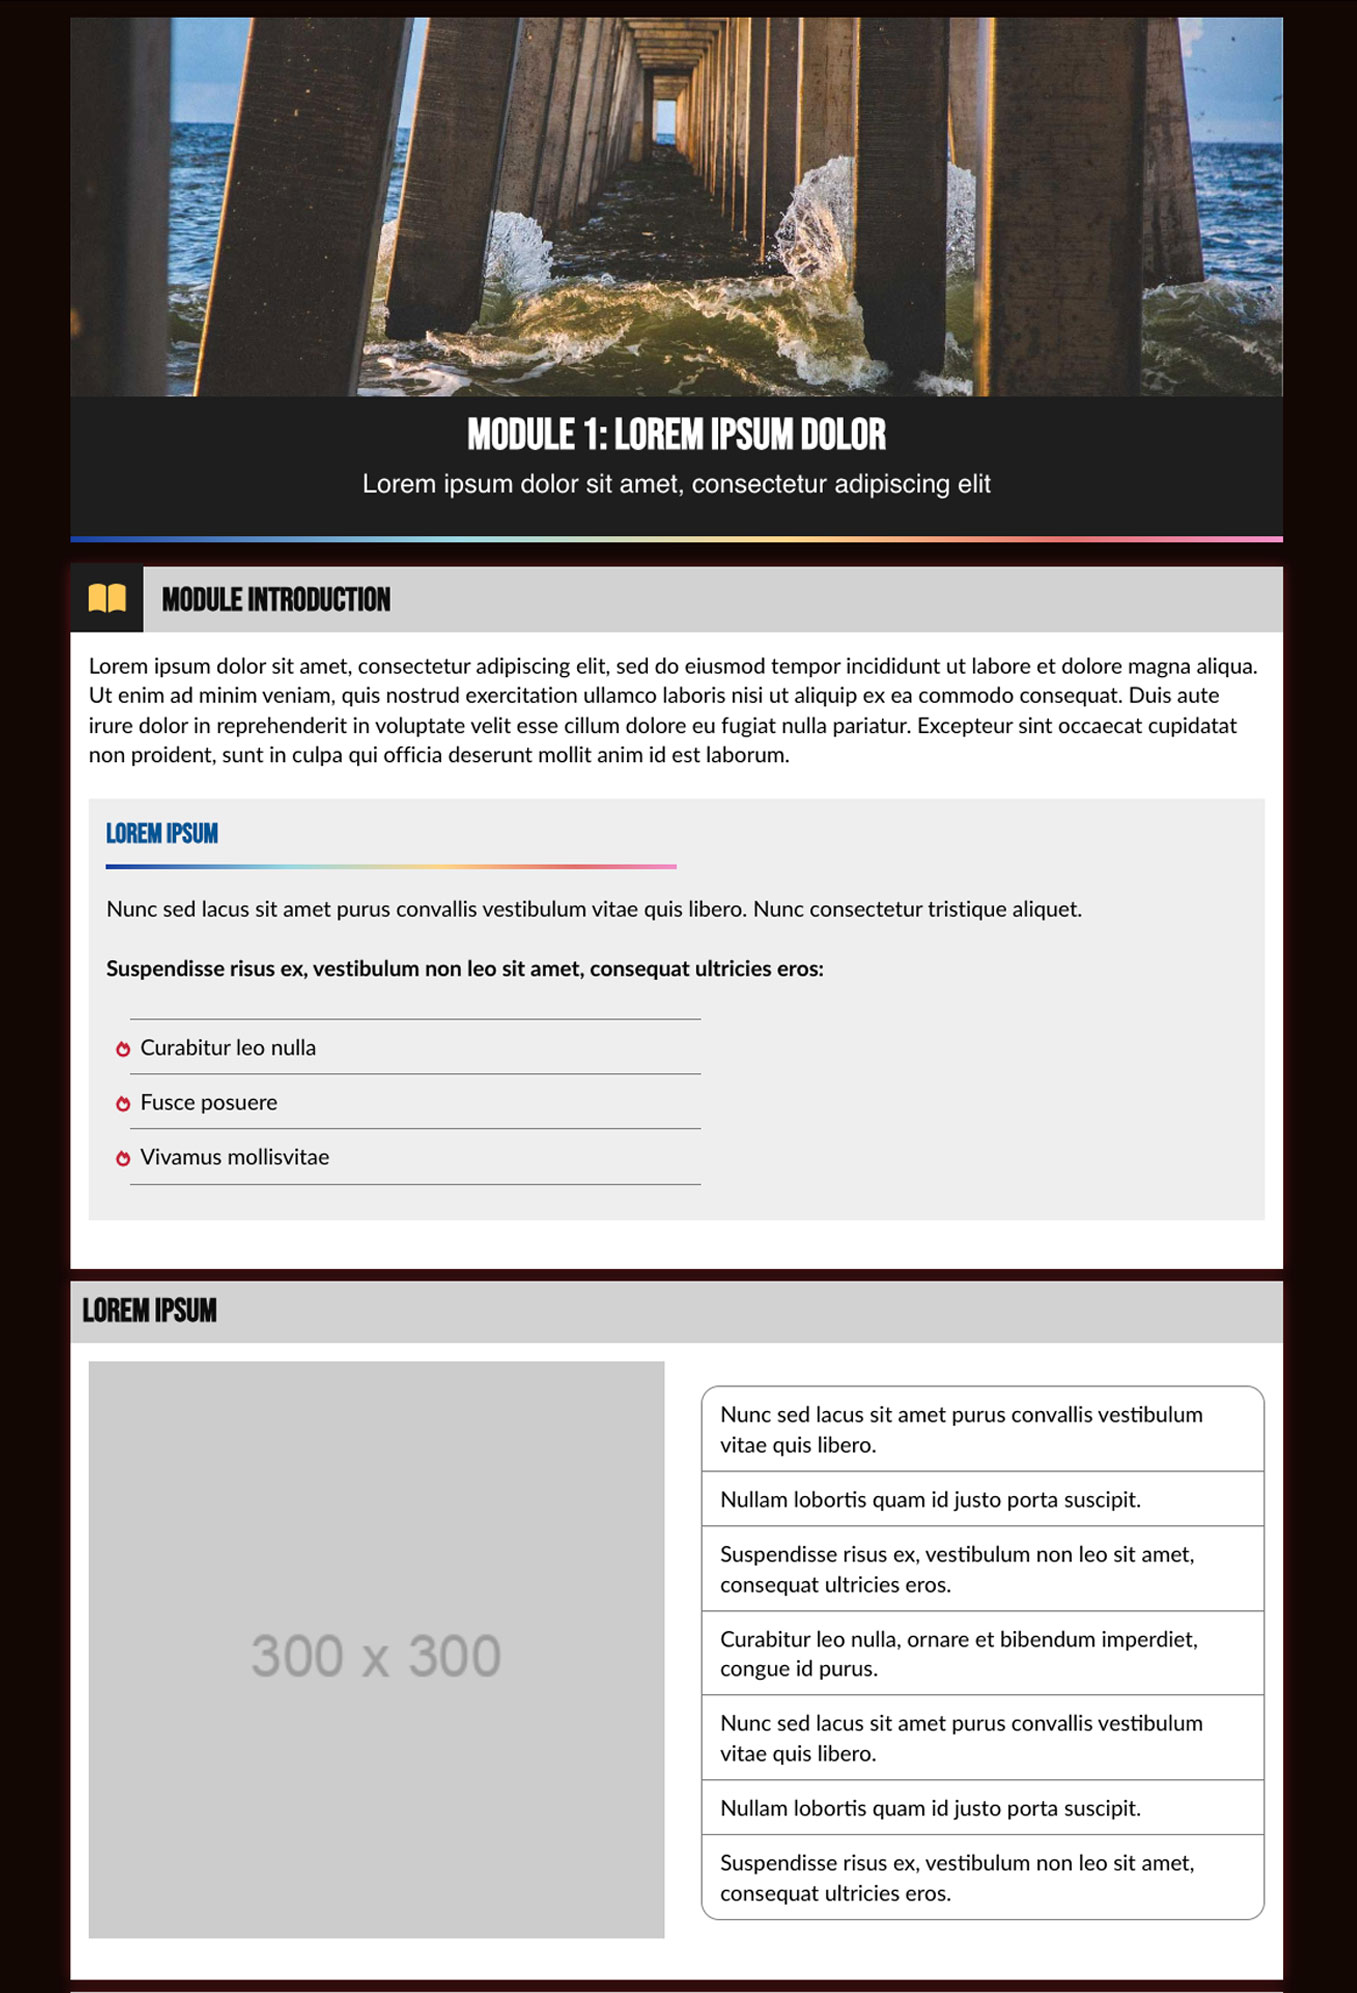 MODULE 1: LOREM IPSUM DOLOR
Lorem ipsum dolor sit amet, consectetur adipiscing elit
MODULE INTRODUCTION
Lorem ipsum dolor sit amet, consectetur adipiscing elit, sed do eiusmod tempor incididunt ut labore et dolore magna aliqua.
Ut enim ad minim veniam, quis nostrud exercitation ullamco laboris nisi ut aliquip ex ea commodo consequat. Duis aute
irure dolor in reprehenderit in voluptate velit esse cillum dolore eu fugiat nulla pariatur. Excepteur sint occaecat cupidatat
non proident, sunt in culpa qui officia deserunt mollit anim id est laborum.
LOREM IPSUM
Nunc sed lacus sit amet purus convallis vestibulum vitae quis libero. Nunc consectetur tristique aliquet.
Suspendisse risus ex, vestibulum non leo sit amet, consequat ultricies eros:
Curabitur leo nulla
Fusce posuere
Vivamus mollisvitae
LOREM IPSUM
300 x 300
Nunc sed lacus sit amet purus convallis vestibulum
vitae quis libero.
Nullam lobortis quam id justo porta suscipit.
Suspendisse risus ex, vestibulum non leo sit amet,
consequat ultricies eros.
Curabitur leo nulla, ornare et bibendum imperdiet,
congue id purus.
Nunc sed lacus sit amet purus convallis vestibulum
vitae quis libero.
Nullam lobortis quam id justo porta suscipit.
Suspendisse risus ex, vestibulum non leo sit amet,
consequat ultricies eros.